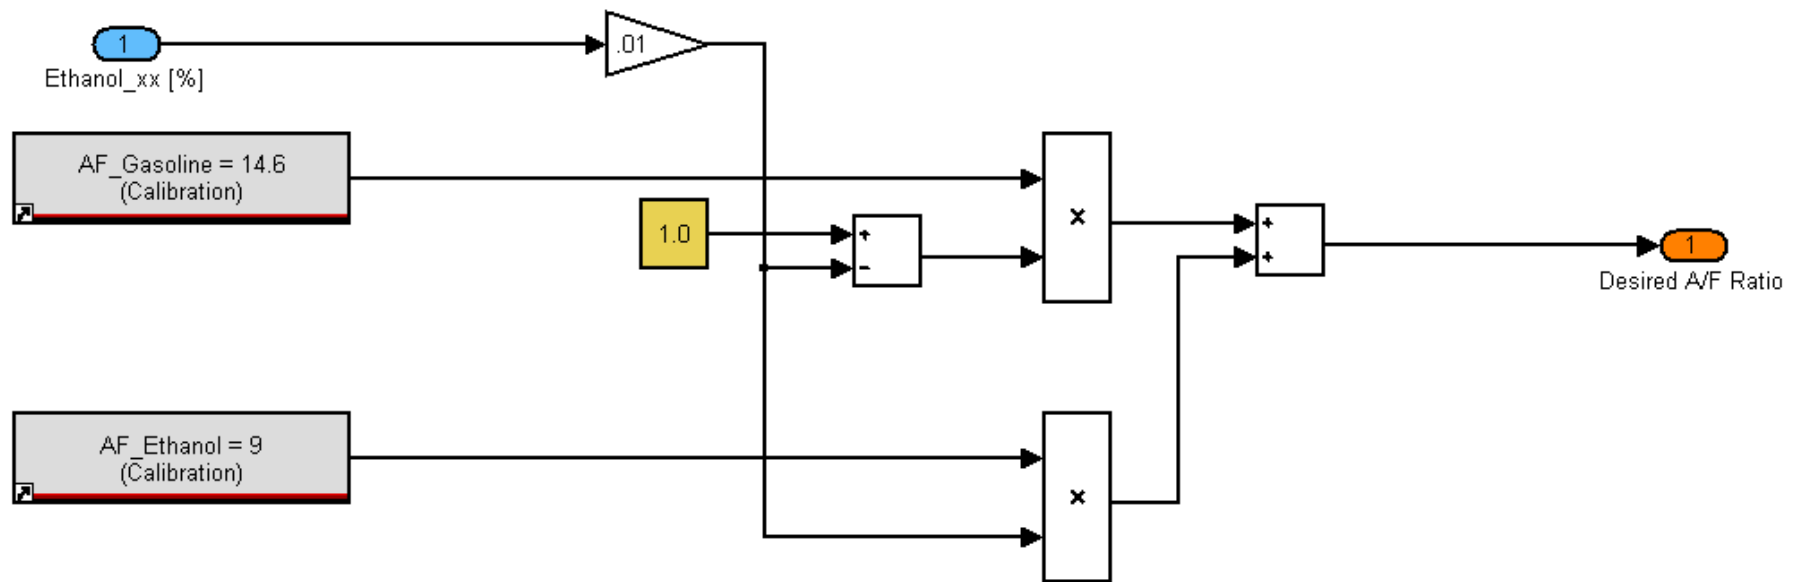 1
Ethanol_xx [%]
.01
AF_Gasoline = 14.6
(Calibration)
1.0
+
−
×
+
+
1
Desired A/F Ratio
AF_Ethanol = 9
(Calibration)
×